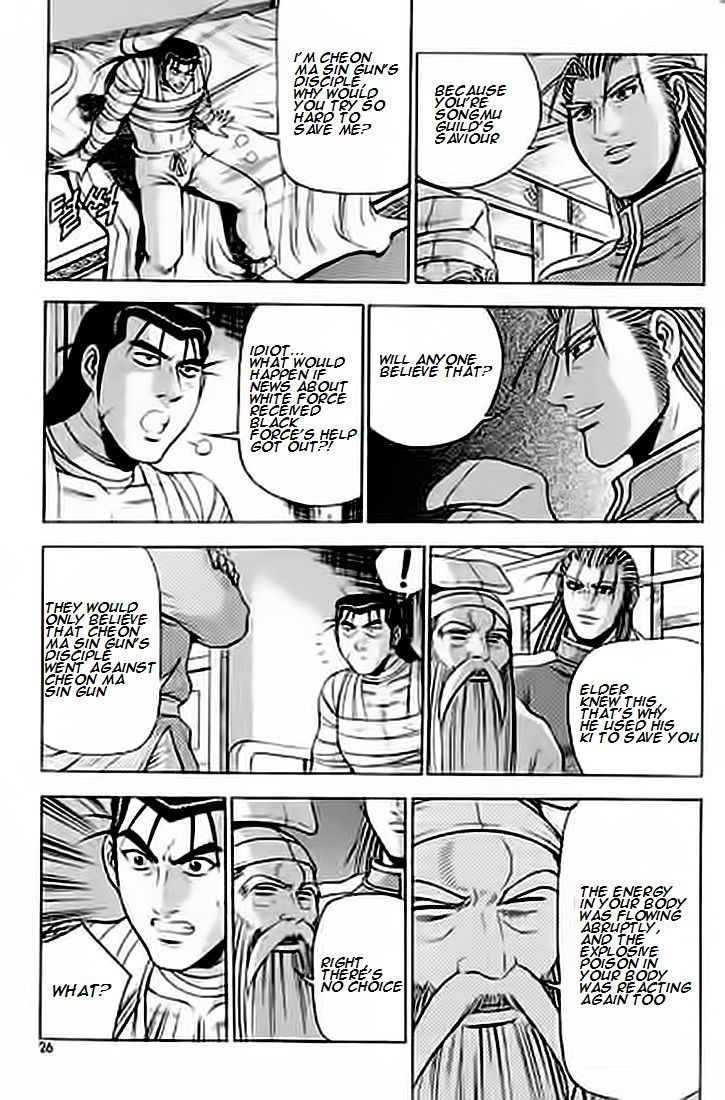 I'M CHEON
MA SIN GUN'S
DISCIPLE,
WHY WOULD
YOU TRY SO
HARD TO
SAVE ME?
BECAUSE
YOU'RE
SONGMU
GUILD'S
SAVIOUR
IDIOT...
WHAT WOULD
HAPPEN IF
NEWS ABOUT
WHITE FORCE
RECEIVED
BLACK
FORCE'S HELP
GOT OUT?!
WILL ANYONE
BELIEVE THAT?
THEY WOULD
ONLY BELIEVE
THAT CHEON
MA SIN GUN'S
DISCIPLE
WENT AGAINST
CHEON MA
SIN GUN
!
ELDER
KNEW THIS,
THAT'S WHY
HE USED HIS
KI TO SAVE YOU
WHAT?
RIGHT,
THERE'S
NO CHOICE
THE ENERGY
IN YOUR BODY
WAS FLOWING
ABRUPTLY,
AND THE
EXPLOSIVE
POISON IN
YOUR BODY
WAS REACTING
AGAIN TOO
26